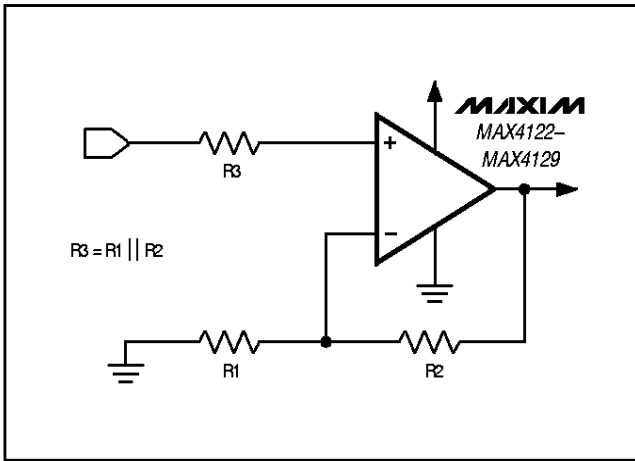 MAXIM
MAX4122–
MAX4129
R3
+
−
R3 = R1 || R2
R1
R2